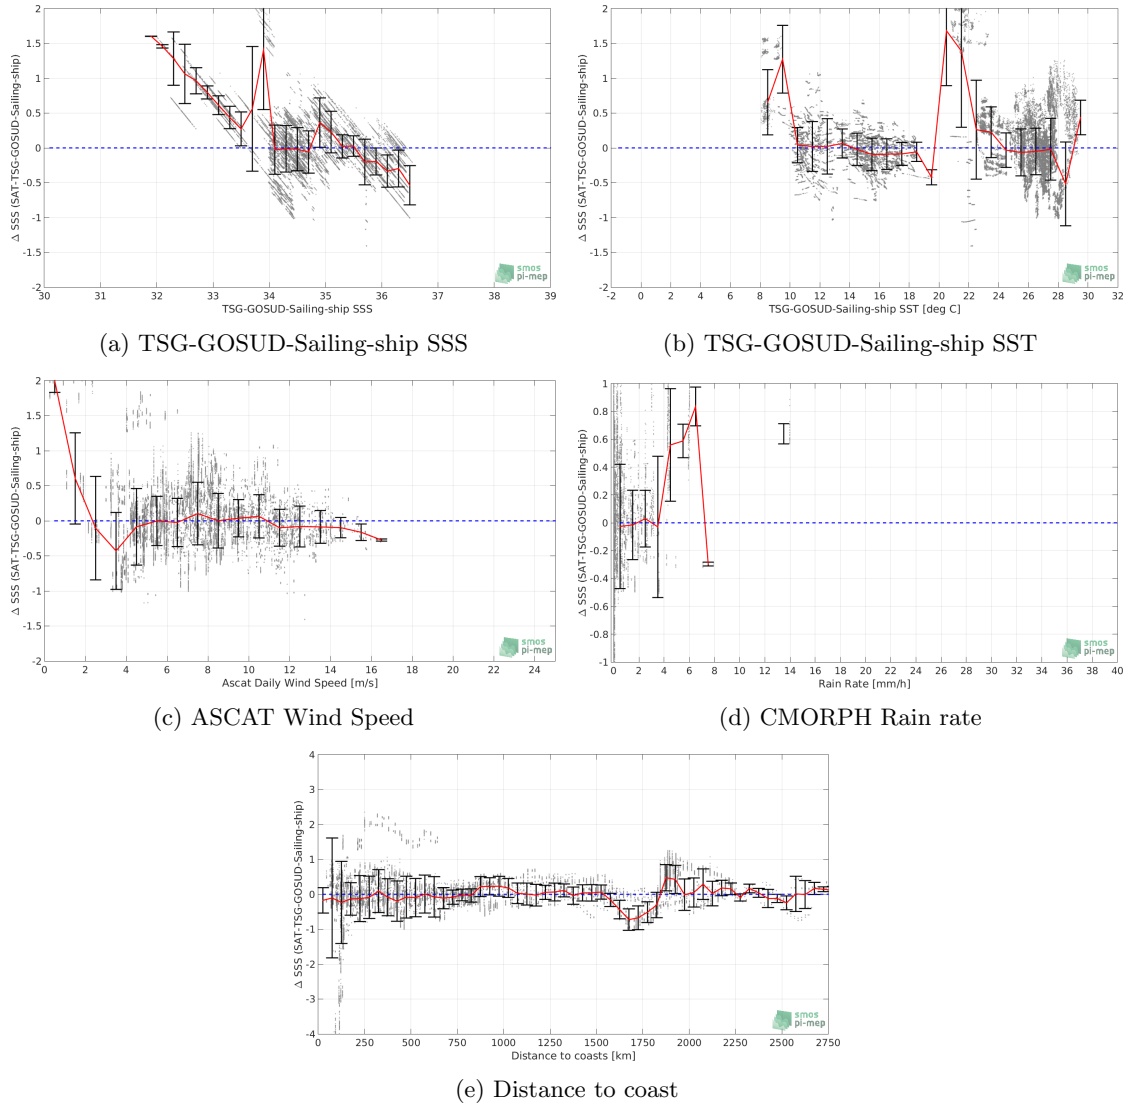 2
1.5
1
0.5
0
-0.5
-1
-1.5
-2
Δ SSS (SAT-TSG-GOSUD-Sailing-ship)
30 31 32 33 34 35 36 37 38 39
TSG-GOSUD-Sailing-ship SSS
smos
pi-mep
(a) TSG-GOSUD-Sailing-ship SSS
2
1.5
1
0.5
0
-0.5
-1
-1.5
-2
Δ SSS (SAT-TSG-GOSUD-Sailing-ship)
-2 0 2 4 6 8 10 12 14 16 18 20 22 24 26 28 30 32
TSG-GOSUD-Sailing-ship SST [deg C]
smos
pi-mep
(b) TSG-GOSUD-Sailing-ship SST
2
1.5
1
0.5
0
-0.5
-1
-1.5
-2
Δ SSS (SAT-TSG-GOSUD-Sailing-ship)
0 2 4 6 8 10 12 14 16 18 20 22 24
Ascat Daily Wind Speed [m/s]
smos
pi-mep
(c) ASCAT Wind Speed
1
0.8
0.6
0.4
0.2
0
-0.2
-0.4
-0.6
-0.8
-1
Δ SSS (SAT-TSG-GOSUD-Sailing-ship)
0 2 4 6 8 10 12 14 16 18 20 22 24 26 28 30 32 34 36 38 40
Rain Rate [mm/h]
smos
pi-mep
(d) CMORPH Rain rate
4
3
2
1
0
-1
-2
-3
-4
Δ SSS (SAT-TSG-GOSUD-Sailing-ship)
0 250 500 750 1000 1250 1500 1750 2000 2250 2500 2750
Distance to coasts [km]
smos
pi-mep
(e) Distance to coast